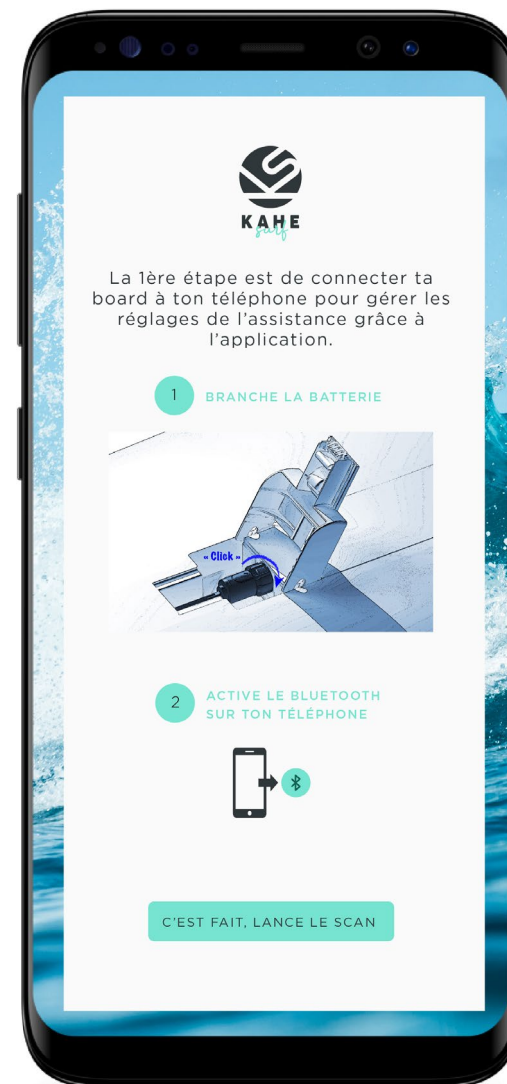 KAHE
surf
La 1ère étape est de connecter ta
board à ton téléphone pour gérer les
réglages de l'assistance grâce à
l'application.
1 BRANCHE LA BATTERIE
« Click »
2 ACTIVE LE BLUETOOTH
SUR TON TÉLÉPHONE
C'EST FAIT, LANCE LE SCAN